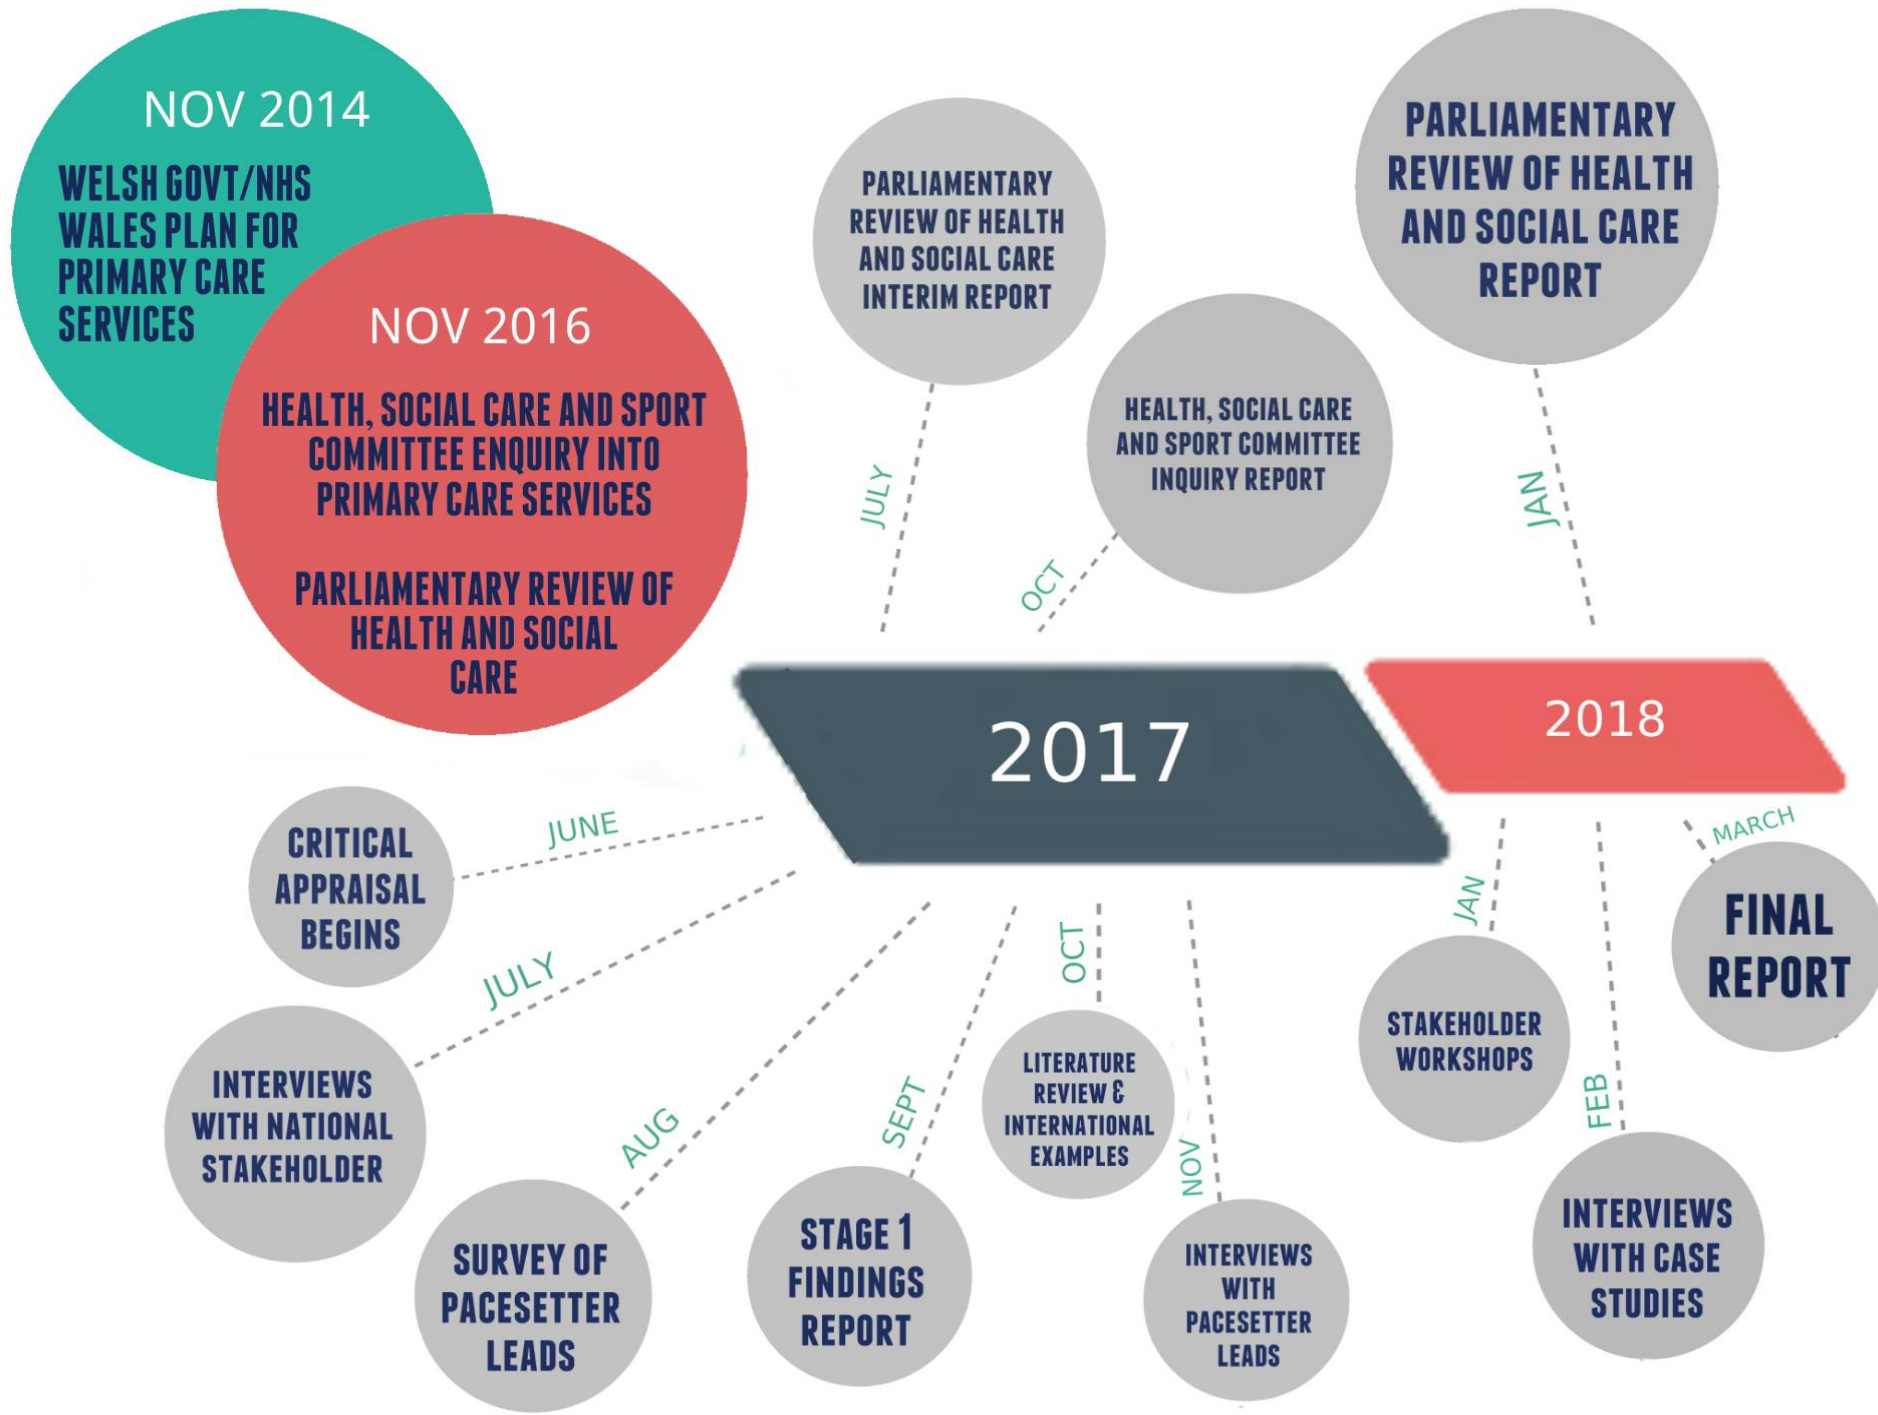 NOV 2014
WELSH GOVT/NHS
WALES PLAN FOR
PRIMARY CARE
SERVICES
NOV 2016
HEALTH, SOCIAL CARE AND SPORT
COMMITTEE ENQUIRY INTO
PRIMARY CARE SERVICES
PARLIAMENTARY REVIEW OF
HEALTH AND SOCIAL
CARE
PARLIAMENTARY
REVIEW OF HEALTH
AND SOCIAL CARE
INTERIM REPORT
JULY
HEALTH, SOCIAL CARE
AND SPORT COMMITTEE
INQUIRY REPORT
OCT
PARLIAMENTARY
REVIEW OF HEALTH
AND SOCIAL CARE
REPORT
JAN
2017
2018
JUNE
CRITICAL
APPRAISAL
BEGINS
JULY
INTERVIEWS
WITH NATIONAL
STAKEHOLDER
AUG
SURVEY OF
PACESETTER
LEADS
SEPT
STAGE 1
FINDINGS
REPORT
OCT
LITERATURE
REVIEW &
INTERNATIONAL
EXAMPLES
NOV
INTERVIEWS
WITH
PACESETTER
LEADS
JAN
STAKEHOLDER
WORKSHOPS
FEB
INTERVIEWS
WITH CASE
STUDIES
MARCH
FINAL
REPORT